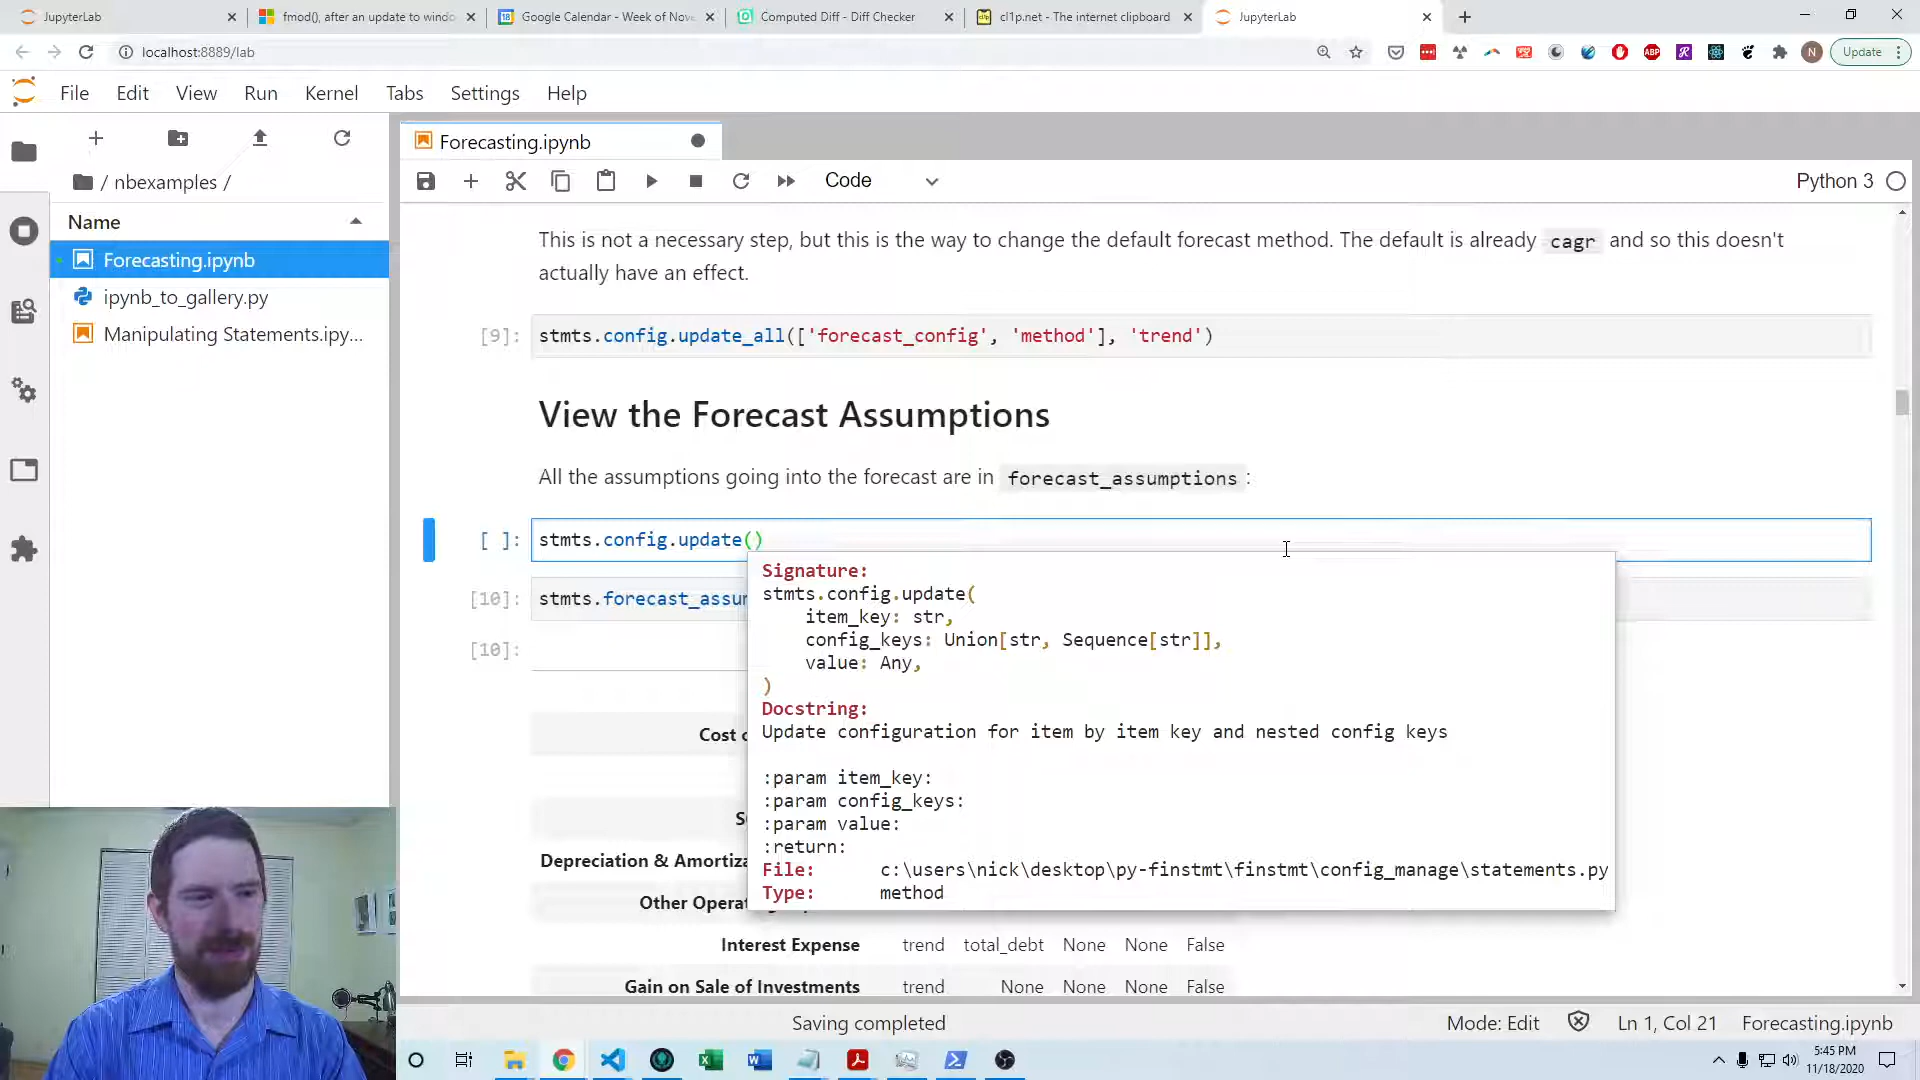 JupyterLab
fmod(), after an update to windo
Google Calendar - Week of Nov
Computed Diff - Diff Checker
cl1p.net - The internet clipboard
JupyterLab
localhost:8889/lab
N
Update
File Edit View Run Kernel Tabs Settings Help
/ nbexamples /
Name
Forecasting.ipynb
ipynb_to_gallery.py
Manipulating Statements.ipy...
Forecasting.ipynb
Code
Python 3
This is not a necessary step, but this is the way to change the default forecast method. The default is already cagr and so this doesn't
actually have an effect.
[9]: stmts.config.update_all(['forecast_config', 'method'], 'trend')
View the Forecast Assumptions
All the assumptions going into the forecast are in forecast_assumptions :
[ ]: stmts.config.update()
Signature:
stmts.config.update(
item_key: str,
config_keys: Union[str, Sequence[str]],
value: Any,
)
Docstring:
Update configuration for item by item key and nested config keys
:param item_key:
:param config_keys:
:param value:
:return:
File: c:\users\nick\desktop\py-finstmt\finstmt\config_manage\statements.py
Type: method
[10]: stmts.forecast_assum
[10]:
Cost o
S
Depreciation & Amortiza
Other Operating
Interest Expense trend total_debt None None False
Gain on Sale of Investments trend None None None False
Saving completed
Mode: Edit
Ln 1, Col 21
Forecasting.ipynb
5:45 PM
11/18/2020